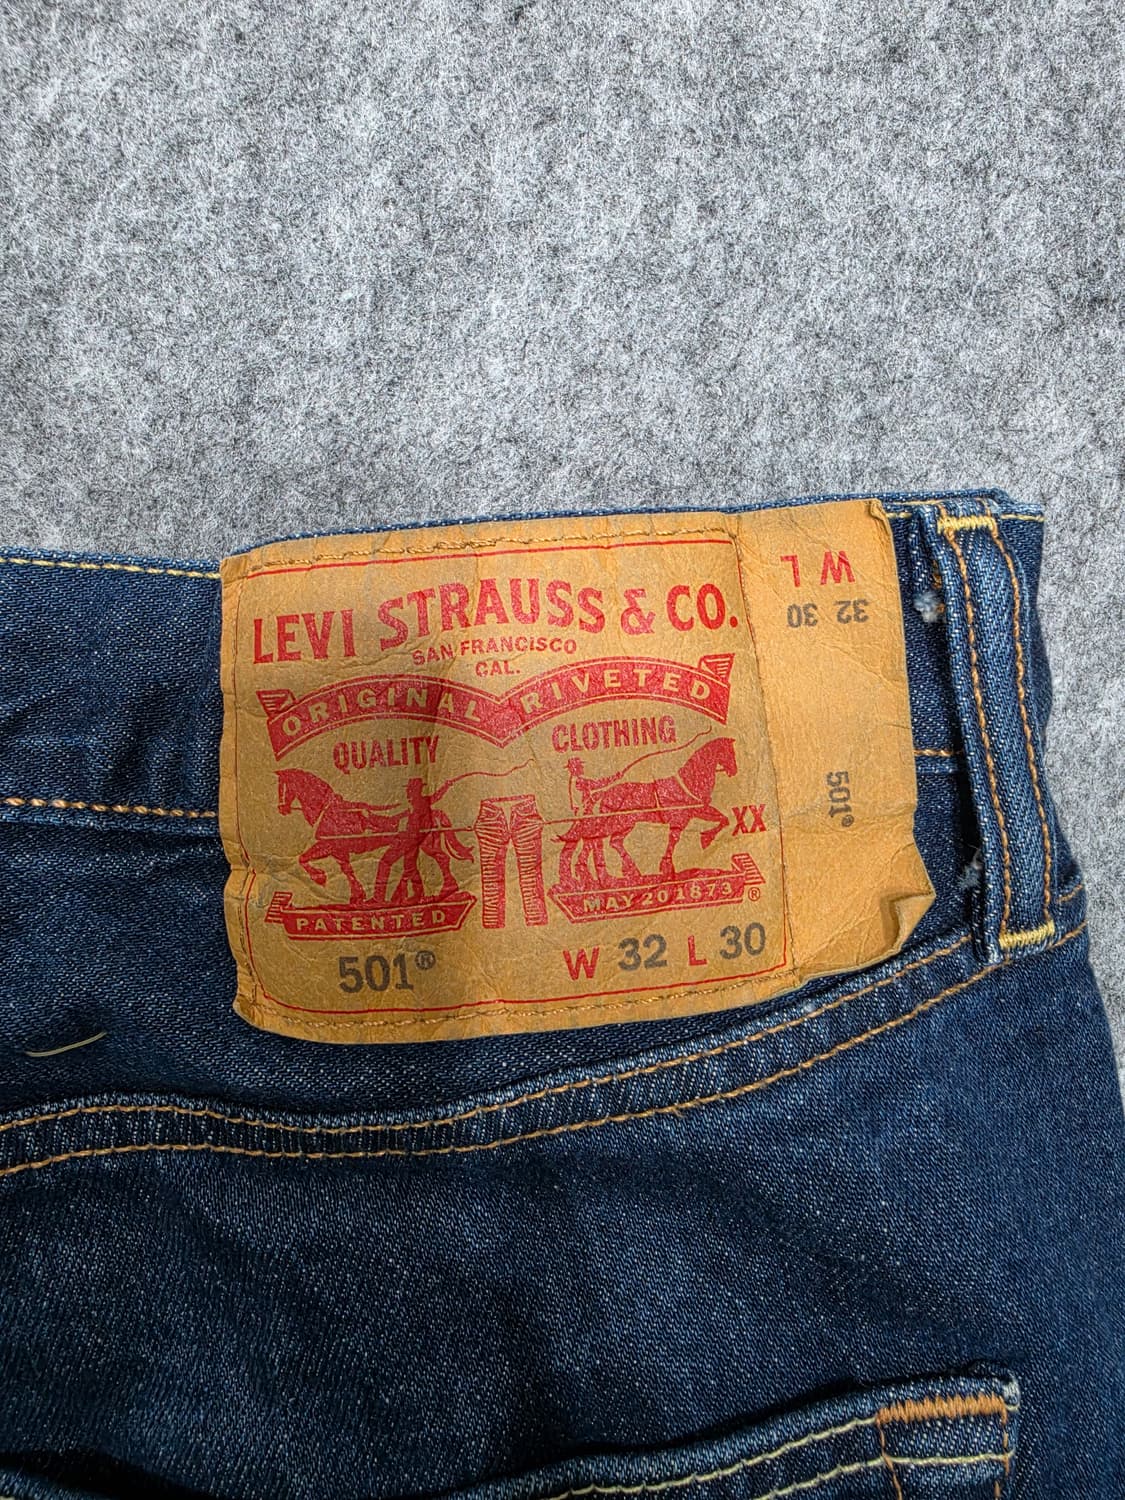 LEVI STRAUSS & CO.
SAN FRANCISCO
CAL.
ORIGINAL RIVETED
QUALITY CLOTHING
XX
PATENTED MAY 20 1873 ®
501® W 32 L 30
W L
32 30
501®